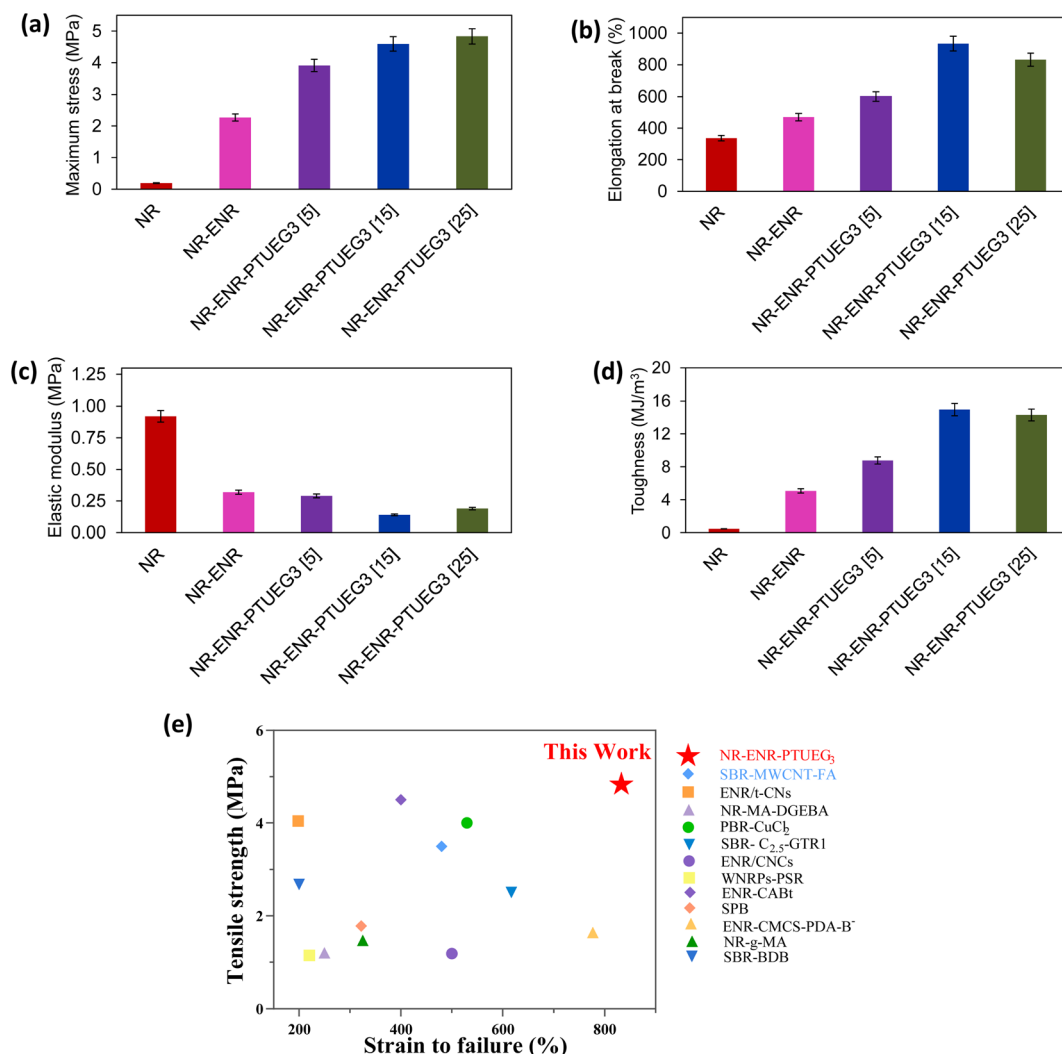 (a)
Maximum stress (MPa)
5
4
3
2
1
0
NR
NR-ENR
NR-ENR-PTUEG3 [5]
NR-ENR-PTUEG3 [15]
NR-ENR-PTUEG3 [25]
(b)
Elongation at break (%)
1000
800
600
400
200
0
NR
NR-ENR
NR-ENR-PTUEG3 [5]
NR-ENR-PTUEG3 [15]
NR-ENR-PTUEG3 [25]
(c)
Elastic modulus (MPa)
1.25
1.00
0.75
0.50
0.25
0.00
NR
NR-ENR
NR-ENR-PTUEG3 [5]
NR-ENR-PTUEG3 [15]
NR-ENR-PTUEG3 [25]
(d)
Toughness (MJ/m³)
20
16
12
8
4
0
NR
NR-ENR
NR-ENR-PTUEG3 [5]
NR-ENR-PTUEG3 [15]
NR-ENR-PTUEG3 [25]
(e)
Tensile strength (MPa)
6
4
2
0
200
400
600
800
Strain to failure (%)
This Work
NR-ENR-PTUEG₃
SBR-MWCNT-FA
ENR/t-CNs
NR-MA-DGEBA
PBR-CuCl₂
SBR- C₂.₅-GTR1
ENR/CNCs
WNRPs-PSR
ENR-CABt
SPB
ENR-CMCS-PDA-B⁻
NR-g-MA
SBR-BDB